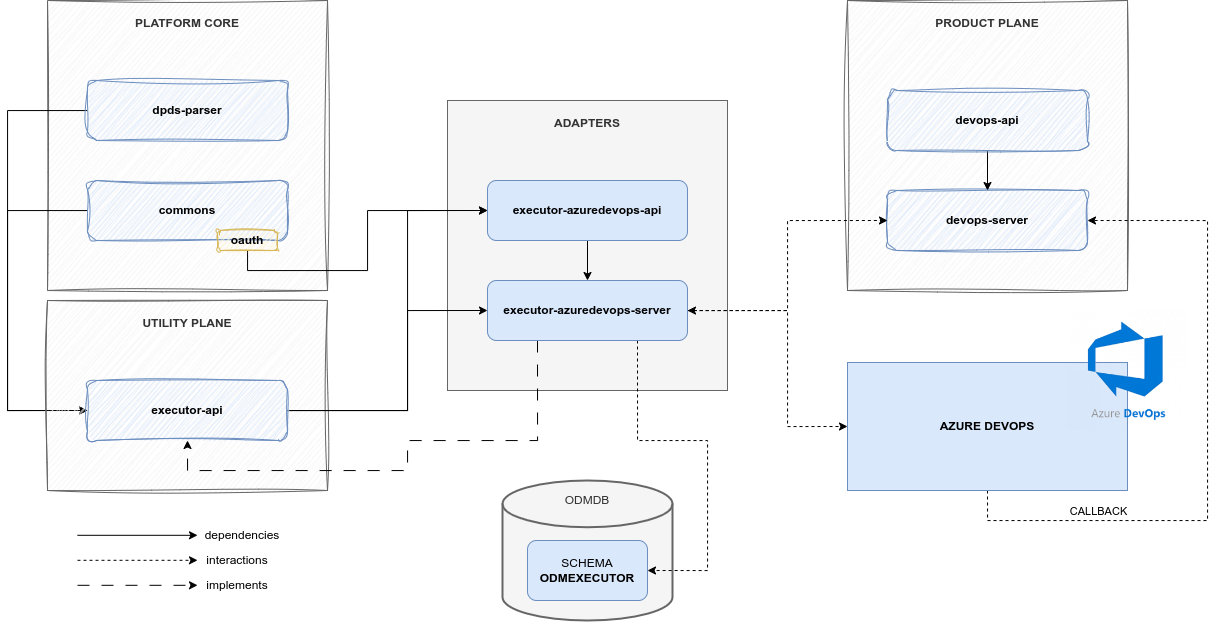 PLATFORM CORE
dpds-parser
commons
oauth
UTILITY PLANE
executor-api
ADAPTERS
executor-azuredevops-api
executor-azuredevops-server
PRODUCT PLANE
devops-api
devops-server
Azure DevOps
AZURE DEVOPS
CALLBACK
ODMDB
SCHEMA
ODMEXECUTOR
dependencies
interactions
implements